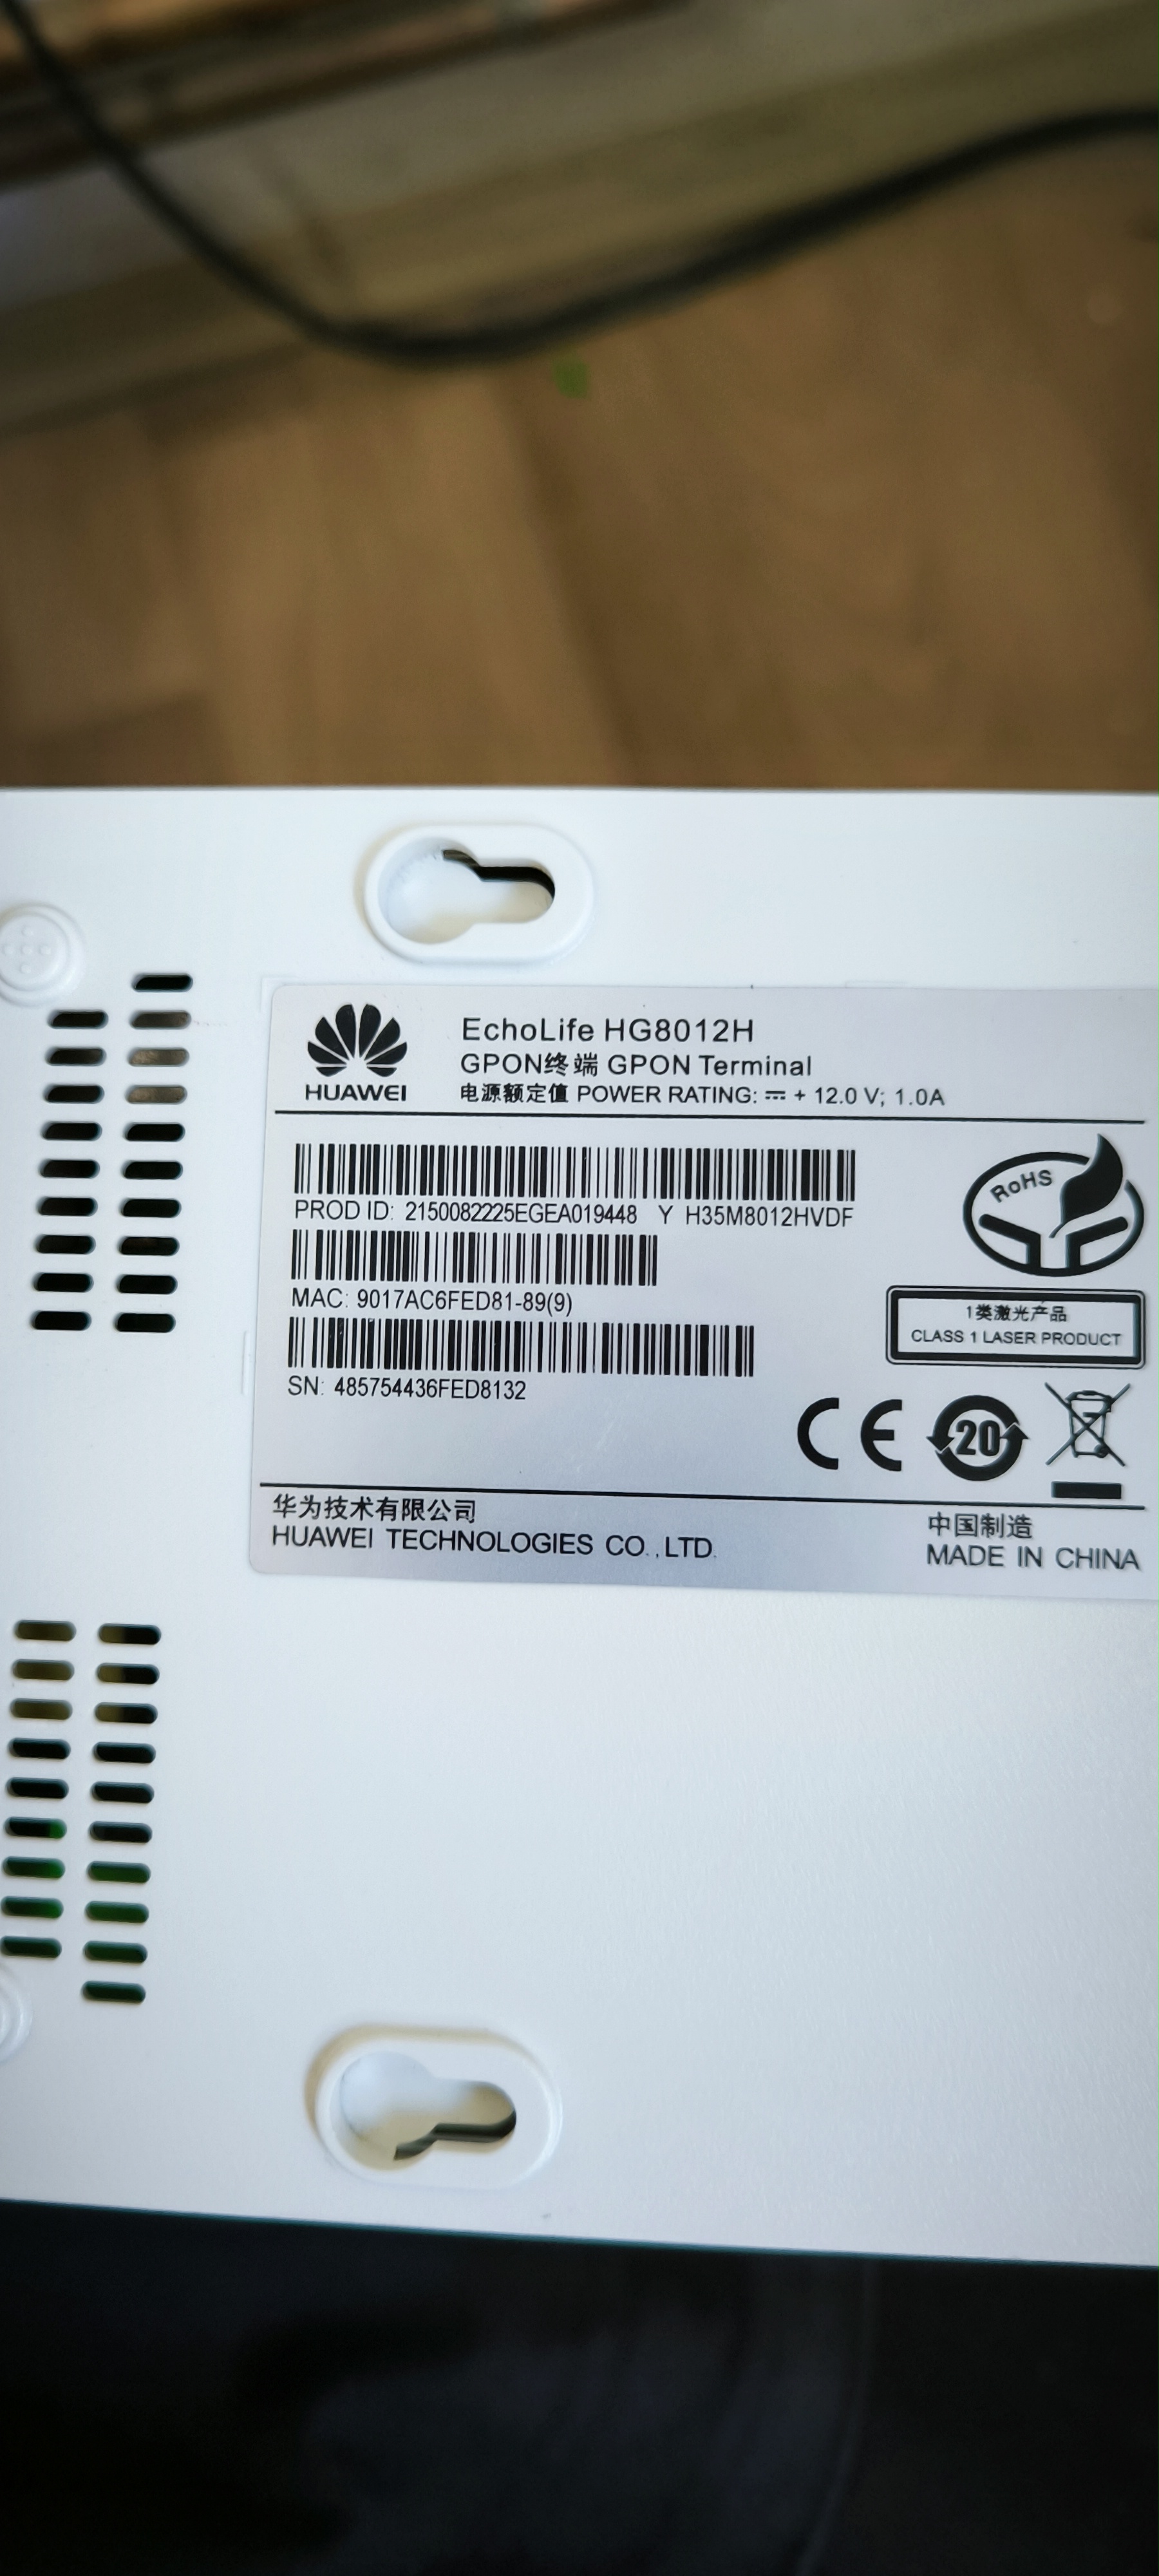 HUAWEI
EchoLife HG8012H
GPON终端 GPON Terminal
电源额定值 POWER RATING: ⎓ + 12.0 V; 1.0A
PROD ID: 2150082225EGEA019448 Y H35M8012HVDF
RoHS
MAC: 9017AC6FED81-89(9)
1类激光产品
CLASS 1 LASER PRODUCT
SN: 485754436FED8132
CE
20
华为技术有限公司
HUAWEI TECHNOLOGIES CO.,LTD.
中国制造
MADE IN CHINA